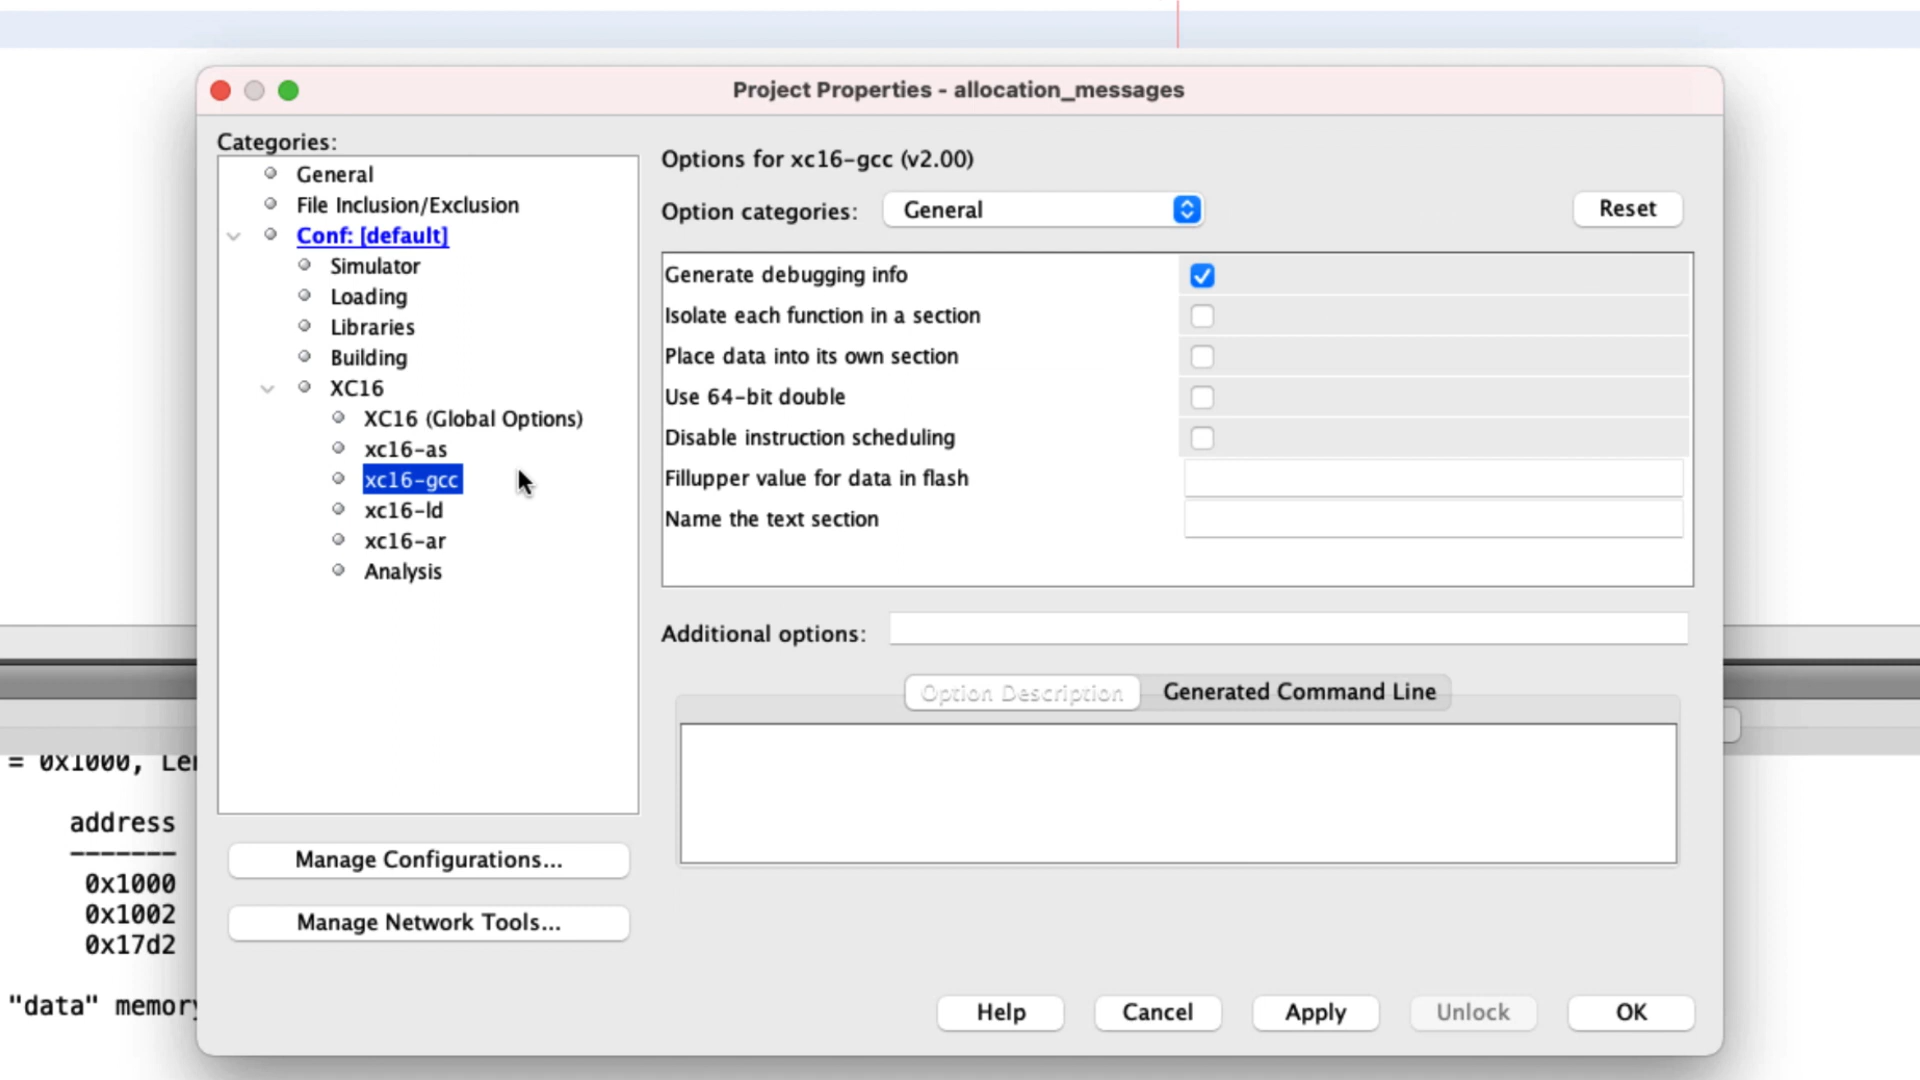 Project Properties - allocation_messages
Categories:
General
File Inclusion/Exclusion
Conf: [default]
Simulator
Loading
Libraries
Building
XC16
XC16 (Global Options)
xc16-as
xc16-gcc
xc16-ld
xc16-ar
Analysis
Manage Configurations...
Manage Network Tools...
Options for xc16-gcc (v2.00)
Option categories: General
Reset
Generate debugging info
Isolate each function in a section
Place data into its own section
Use 64-bit double
Disable instruction scheduling
Fillupper value for data in flash
Name the text section
Additional options:
Option Description Generated Command Line
Help Cancel Apply Unlock OK
= 0x1000, Len
address
-------
0x1000
0x1002
0x17d2
"data" memory